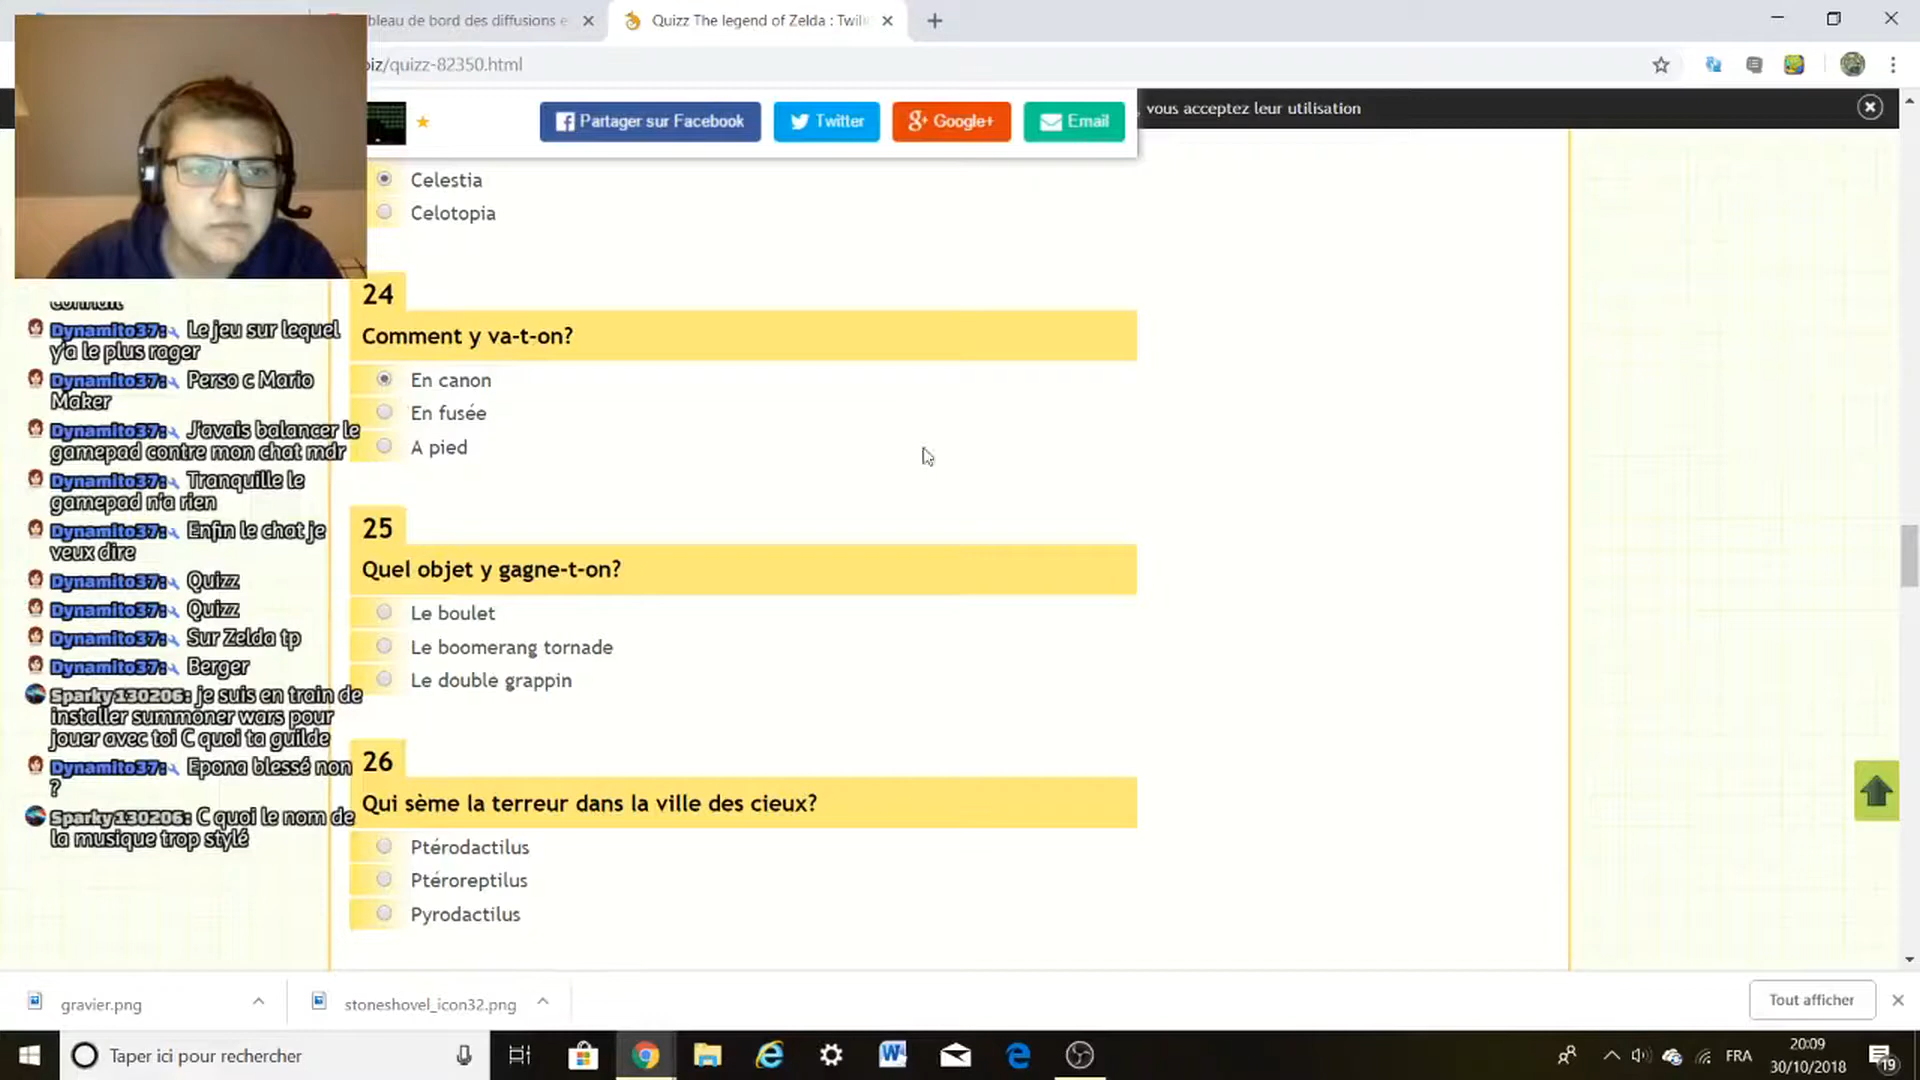 bleau de bord des diffusions e
Quizz The legend of Zelda : Twili
biz/quizz-82350.html
, vous acceptez leur utilisation
Partager sur Facebook
Twitter
g+ Google+
Email
Celestia
Celotopia
24
Comment y va-t-on?
En canon
En fusée
A pied
25
Quel objet y gagne-t-on?
Le boulet
Le boomerang tornade
Le double grappin
26
Qui sème la terreur dans la ville des cieux?
Ptérodactilus
Ptéroreptilus
Pyrodactilus
connait
Dynamito37: Le jeu sur lequel
y'a le plus rager
Dynamito37: Perso c Mario
Maker
Dynamito37: J'avais balancer le
gamepad contre mon chat mdr
Dynamito37: Tranquille le
gamepad n'a rien
Dynamito37: Enfin le chat je
veux dire
Dynamito37: Quizz
Dynamito37: Quizz
Dynamito37: Sur Zelda tp
Dynamito37: Berger
Sparky130206: je suis en train de
installer summoner wars pour
jouer avec toi C quoi ta guilde
Dynamito37: Epona blessé non
?
Sparky130206: C quoi le nom de
la musique trop stylé
gravier.png
stoneshovel_icon32.png
Tout afficher
Taper ici pour rechercher
FRA
20:09
30/10/2018
19